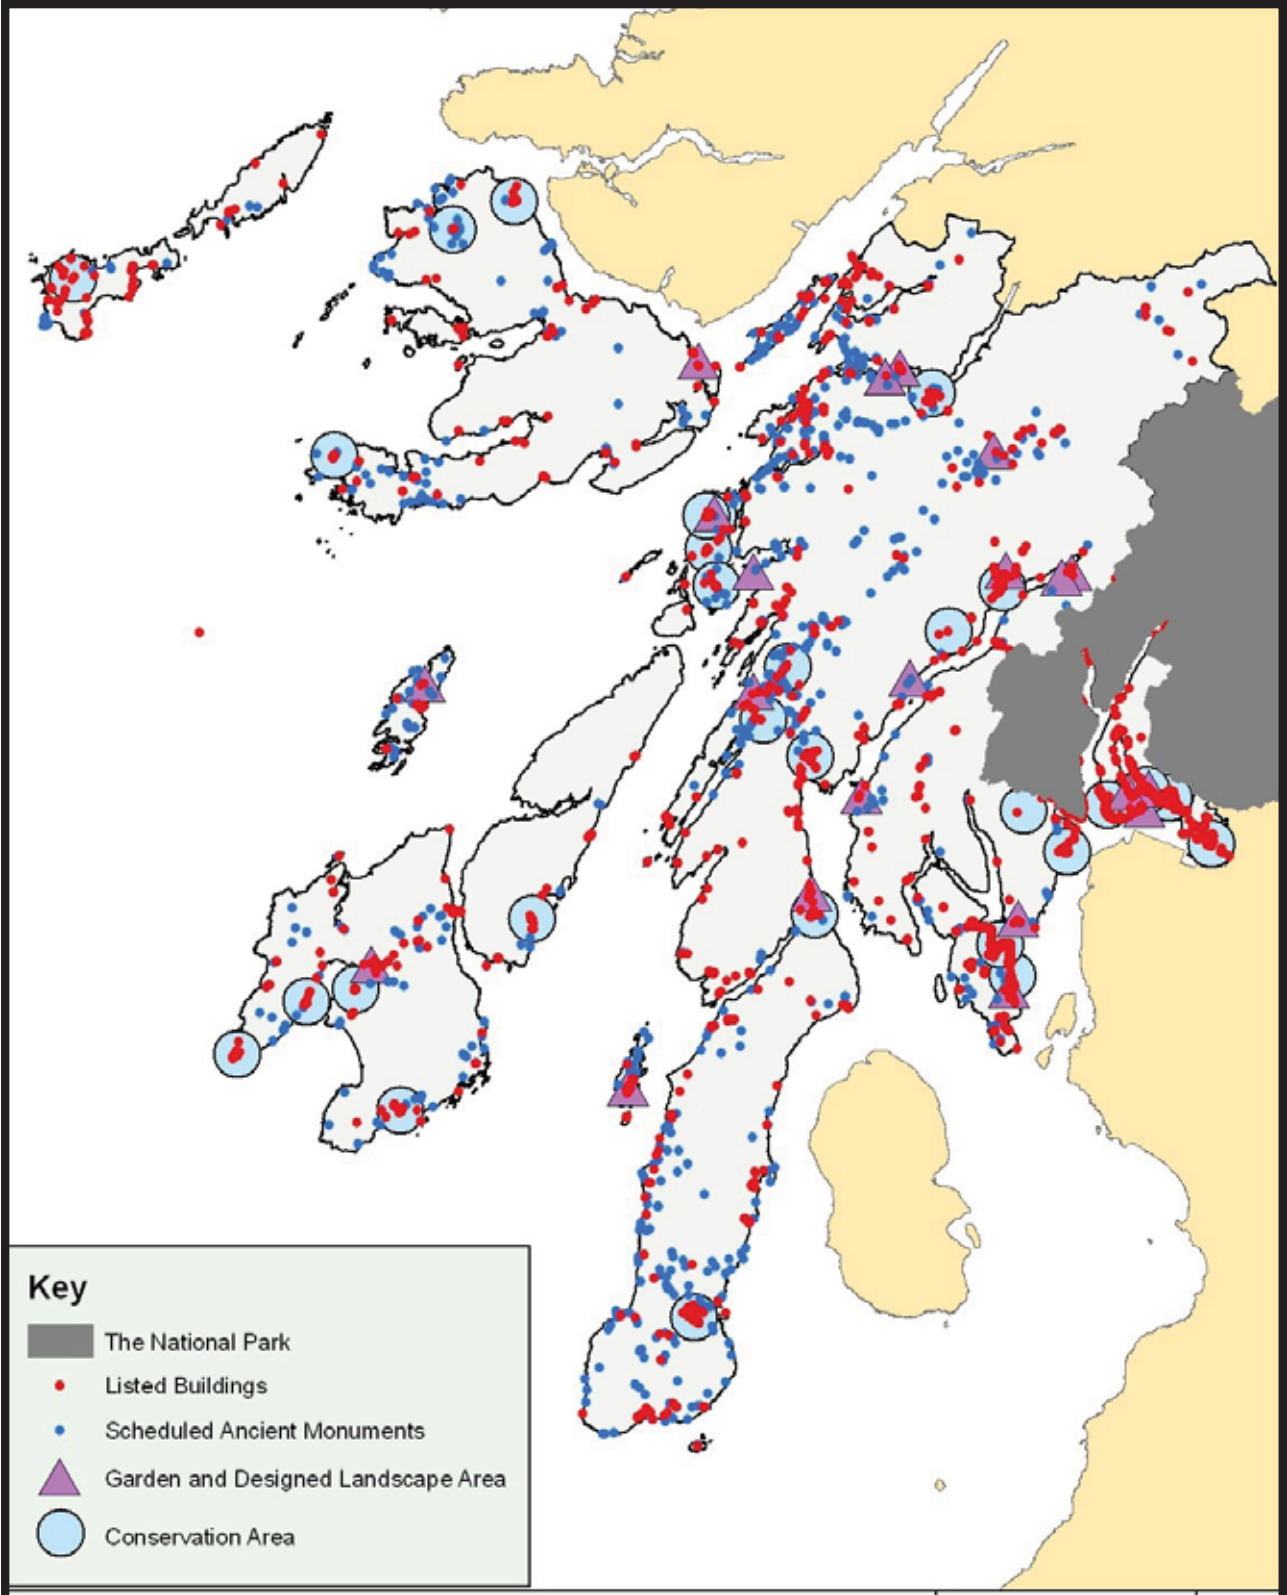 Key
The National Park
Listed Buildings
Scheduled Ancient Monuments
Garden and Designed Landscape Area
Conservation Area